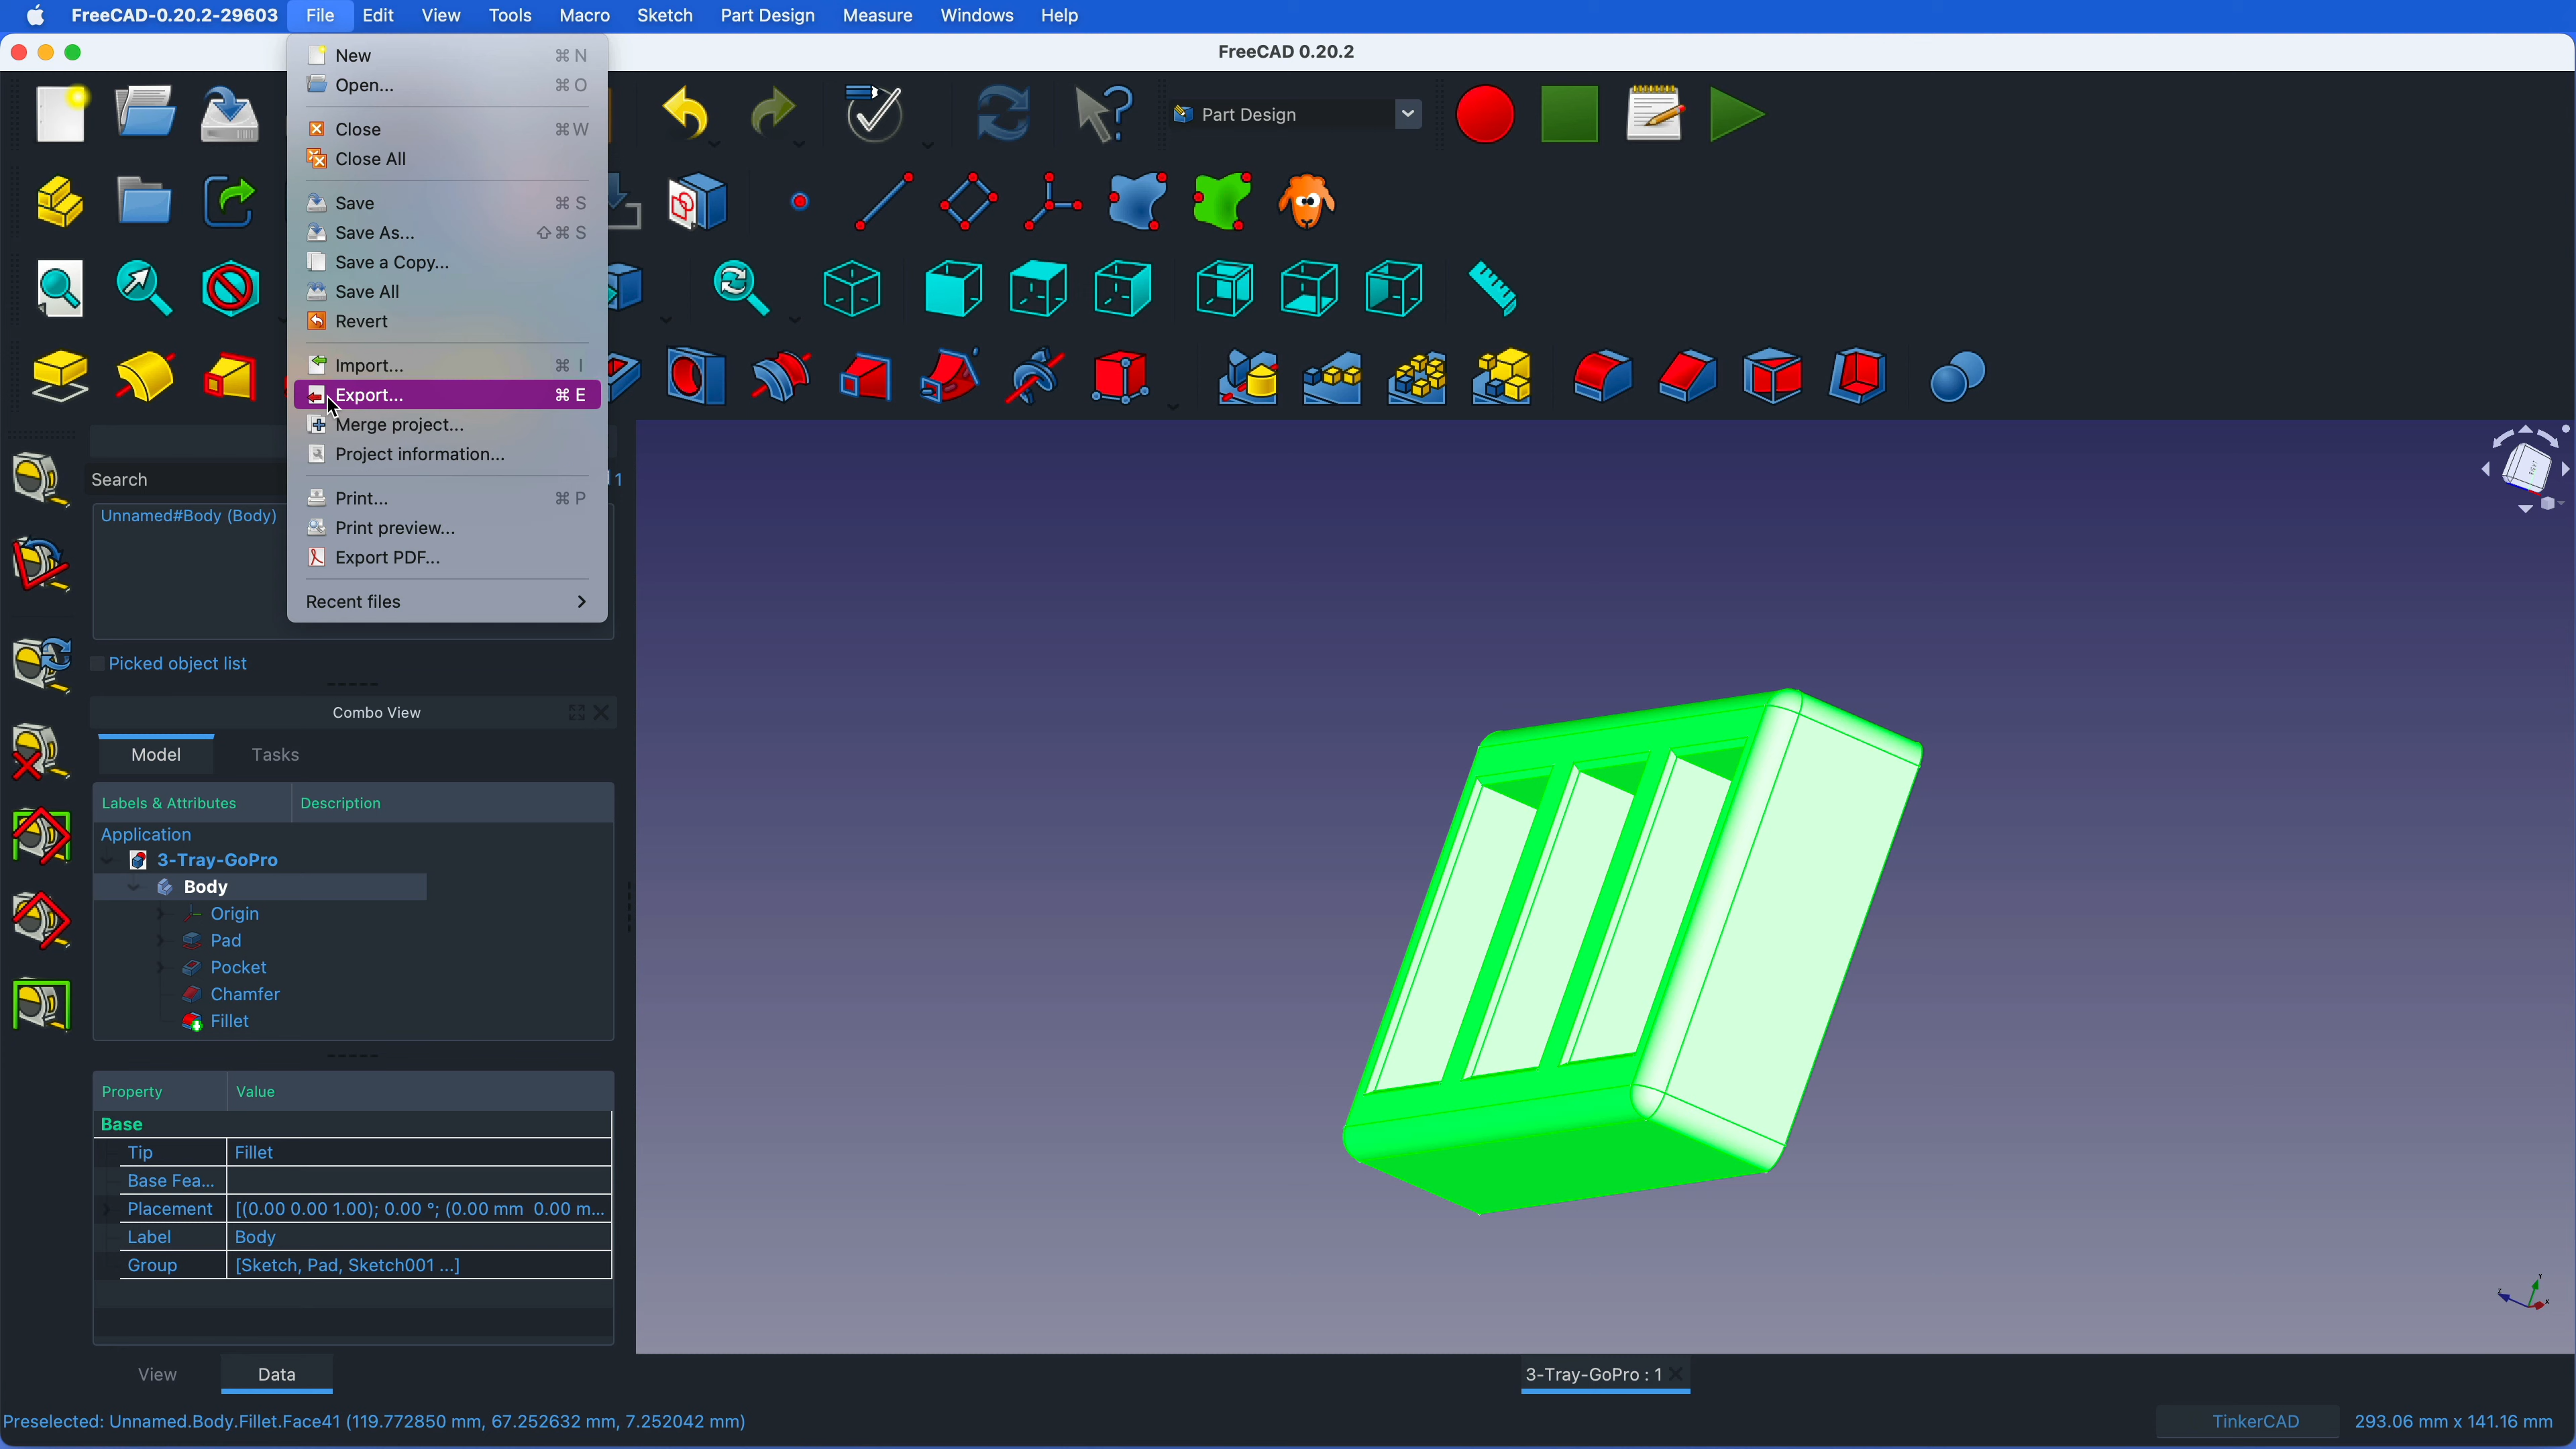 FreeCAD-0.20.2-29603 File Edit View Tools Macro Sketch Part Design Measure Windows Help
FreeCAD 0.20.2
New ⌘ N
Open... ⌘ O
Close ⌘ W
Close All
Save ⌘ S
Save As... ⇧ ⌘ S
Save a Copy...
Save All
Revert
Import... ⌘ I
Export... ⌘ E
Merge project...
Project information...
Print... ⌘ P
Print preview...
Export PDF...
Recent files
Part Design
Search
1
Unnamed#Body (Body)
Picked object list
Combo View
Model Tasks
Labels & Attributes Description
Application
3-Tray-GoPro
Body
Origin
Pad
Pocket
Chamfer
Fillet
Property Value
Base
Tip Fillet
Base Fea...
Placement [(0.00 0.00 1.00); 0.00 °; (0.00 mm 0.00 m...
Label Body
Group [Sketch, Pad, Sketch001 ...]
View Data
3-Tray-GoPro : 1
Preselected: Unnamed.Body.Fillet.Face41 (119.772850 mm, 67.252632 mm, 7.252042 mm)
TinkerCAD 293.06 mm x 141.16 mm
Y
Z
X